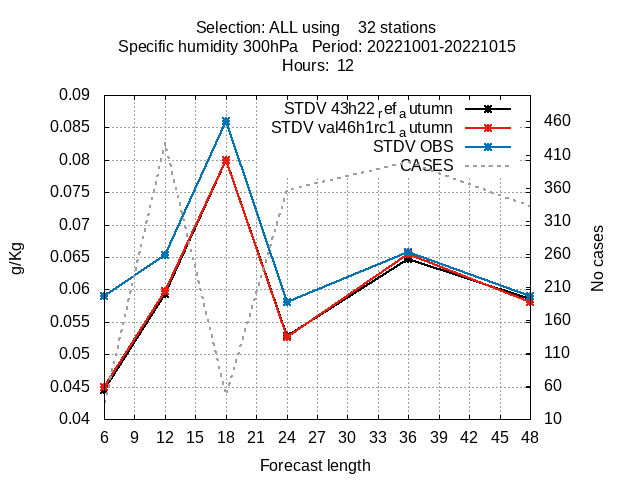 Selection: ALL using    32 stations
Specific humidity 300hPa   Period: 20221001-20221015
Hours:  12
STDV 43h22ref autumn
STDV val46h1rc1autumn
STDV OBS
CASES
0.09
0.085
0.08
0.075
0.07
0.065
0.06
0.055
0.05
0.045
0.04
460
410
360
310
260
210
160
110
60
10
g/Kg
No cases
6 9 12 15 18 21 24 27 30 33 36 39 42 45 48
Forecast length